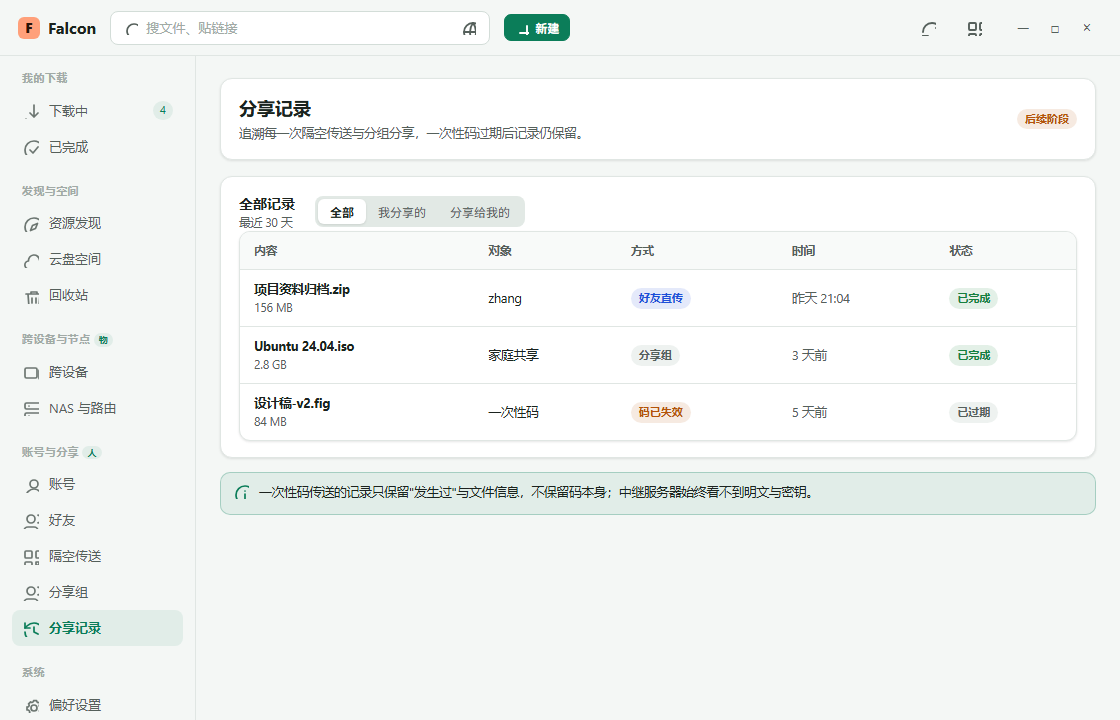 F Falcon 搜文件、贴链接 新建
我的下载
下载中 4
已完成
发现与空间
资源发现
云盘空间
回收站
跨设备与节点 物
跨设备
NAS 与路由
账号与分享 人
账号
好友
隔空传送
分享组
分享记录
系统
偏好设置
分享记录
追溯每一次隔空传送与分组分享，一次性码过期后记录仍保留。
后续阶段
全部记录
最近 30 天
全部 我分享的 分享给我的
内容 对象 方式 时间 状态
项目资料归档.zip
156 MB
zhang 好友直传 昨天 21:04 已完成
Ubuntu 24.04.iso
2.8 GB
家庭共享 分享组 3 天前 已完成
设计稿-v2.fig
84 MB
一次性码 码已失效 5 天前 已过期
一次性码传送的记录只保留"发生过"与文件信息，不保留码本身；中继服务器始终看不到明文与密钥。